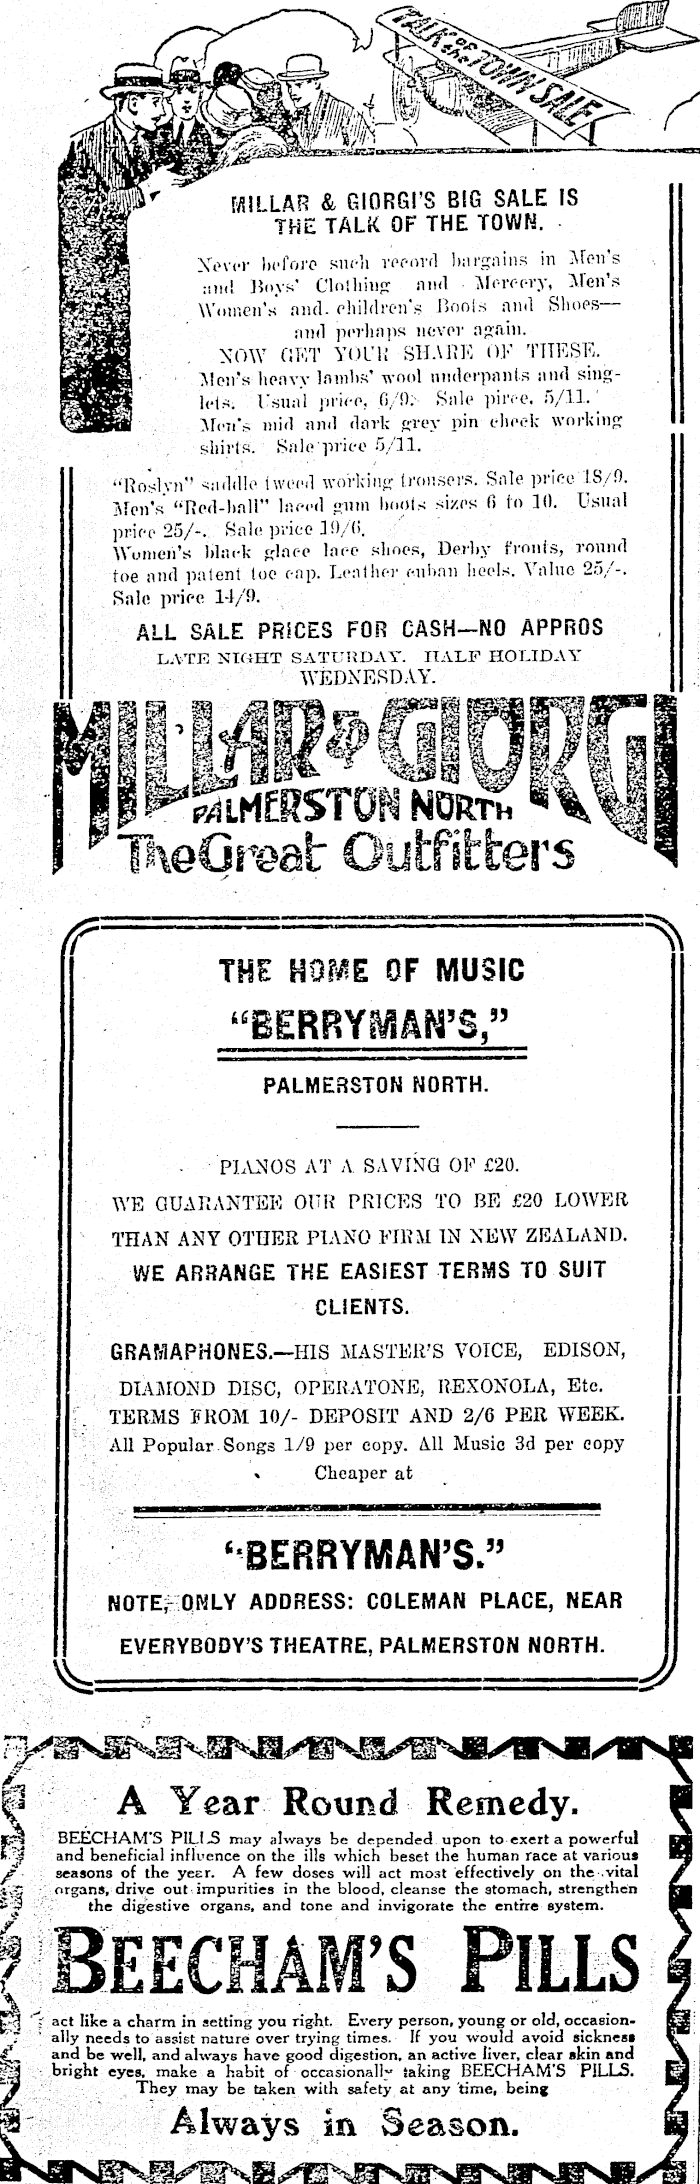 TALK OF the TOWN SALE
MILLAR & GIORGI'S BIG SALE IS
THE TALK OF THE TOWN.
Never before such record bargains in Men's
and Boys' Clothing and Mercery, Men's
Women's and children's Boots and Shoes—
and perhaps never again.
NOW GET YOUR SHARE OF THESE.
Men's heavy lambs' wool underpants and sing-
lets. Usual price, 6/9. Sale pirce, 5/11.
Men's mid and dark grey pin check working
shirts. Sale price 5/11.
"Roslyn" saddle tweed working trousers. Sale price 18/9.
Men's "Red-ball" laced gum boots sizes 6 to 10. Usual
price 25/-. Sale price 19/6.
Women's black glace lace shoes, Derby fronts, round
toe and patent toe cap. Leather cuban heels. Value 25/-.
Sale price 14/9.
ALL SALE PRICES FOR CASH—NO APPROS
LATE NIGHT SATURDAY. HALF HOLIDAY
WEDNESDAY.
MILLAR & GIORGI
PALMERSTON NORTH
The Great Outfitters
THE HOME OF MUSIC
"BERRYMAN'S,"
PALMERSTON NORTH.
PIANOS AT A SAVING OF £20.
WE GUARANTEE OUR PRICES TO BE £20 LOWER
THAN ANY OTHER PIANO FIRM IN NEW ZEALAND.
WE ARRANGE THE EASIEST TERMS TO SUIT
CLIENTS.
GRAMAPHONES.—HIS MASTER'S VOICE, EDISON,
DIAMOND DISC, OPERATONE, REXONOLA, Etc.
TERMS FROM 10/- DEPOSIT AND 2/6 PER WEEK.
All Popular Songs 1/9 per copy. All Music 3d per copy
Cheaper at
"BERRYMAN'S."
NOTE, ONLY ADDRESS: COLEMAN PLACE, NEAR
EVERYBODY'S THEATRE, PALMERSTON NORTH.
A Year Round Remedy.
BEECHAM'S PILLS may always be depended upon to exert a powerful
and beneficial influence on the ills which beset the human race at various
seasons of the year. A few doses will act most effectively on the vital
organs, drive out impurities in the blood, cleanse the stomach, strengthen
the digestive organs, and tone and invigorate the entire system.
BEECHAM'S PILLS
act like a charm in setting you right. Every person, young or old, occasion-
ally needs to assist nature over trying times. If you would avoid sickness
and be well, and always have good digestion, an active liver, clear skin and
bright eyes, make a habit of occasionally taking BEECHAM'S PILLS.
They may be taken with safety at any time, being
Always in Season.